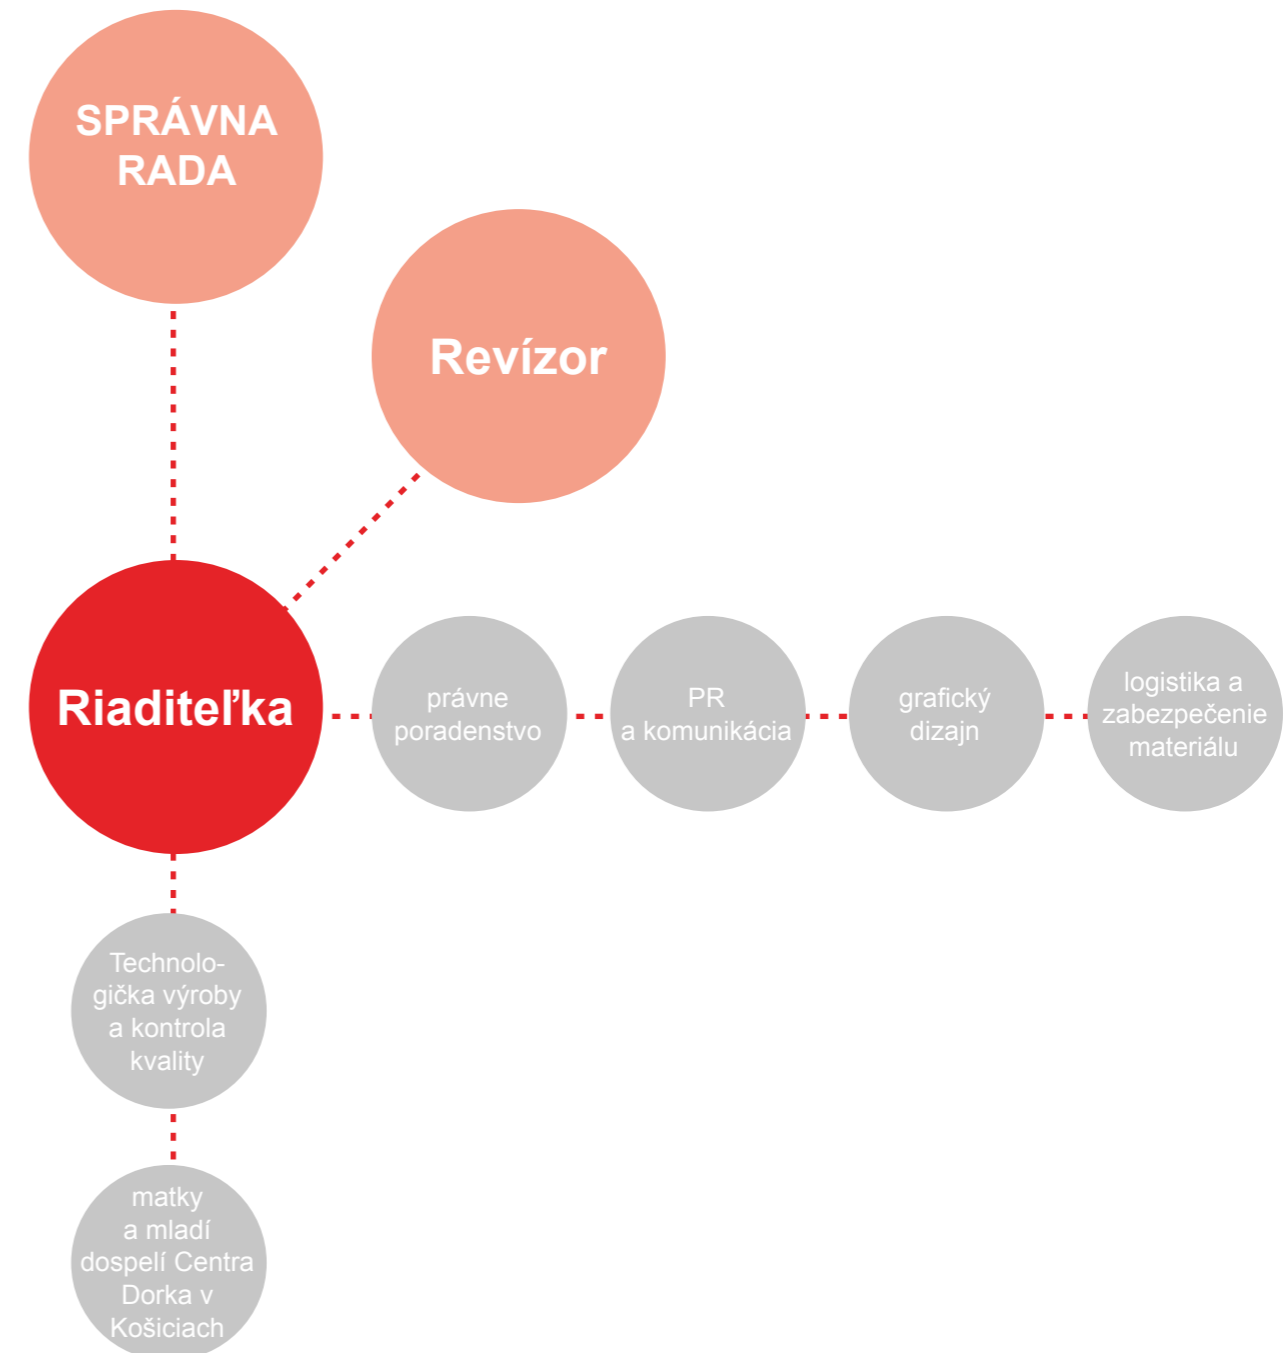 SPRÁVNA
RADA
Revízor
Riaditeľka
právne
poradenstvo
PR
a komunikácia
grafický
dizajn
logistika a
zabezpečenie
materiálu
Technolo-
gička výroby
a kontrola
kvality
matky
a mladí
dospelí Centra
Dorka v
Košiciach